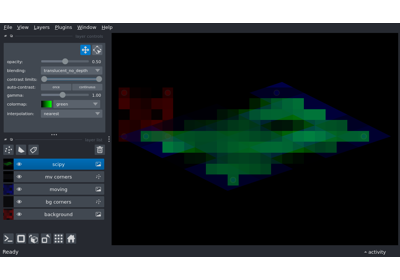 File View Layers Plugins Window Help
opacity: 0.50
blending: translucent_no_depth
contrast limits:
auto-contrast: once continuous
gamma: 1.00
colormap: green
interpolation: nearest
scipy
mv corners
moving
bg corners
background
Ready
activity